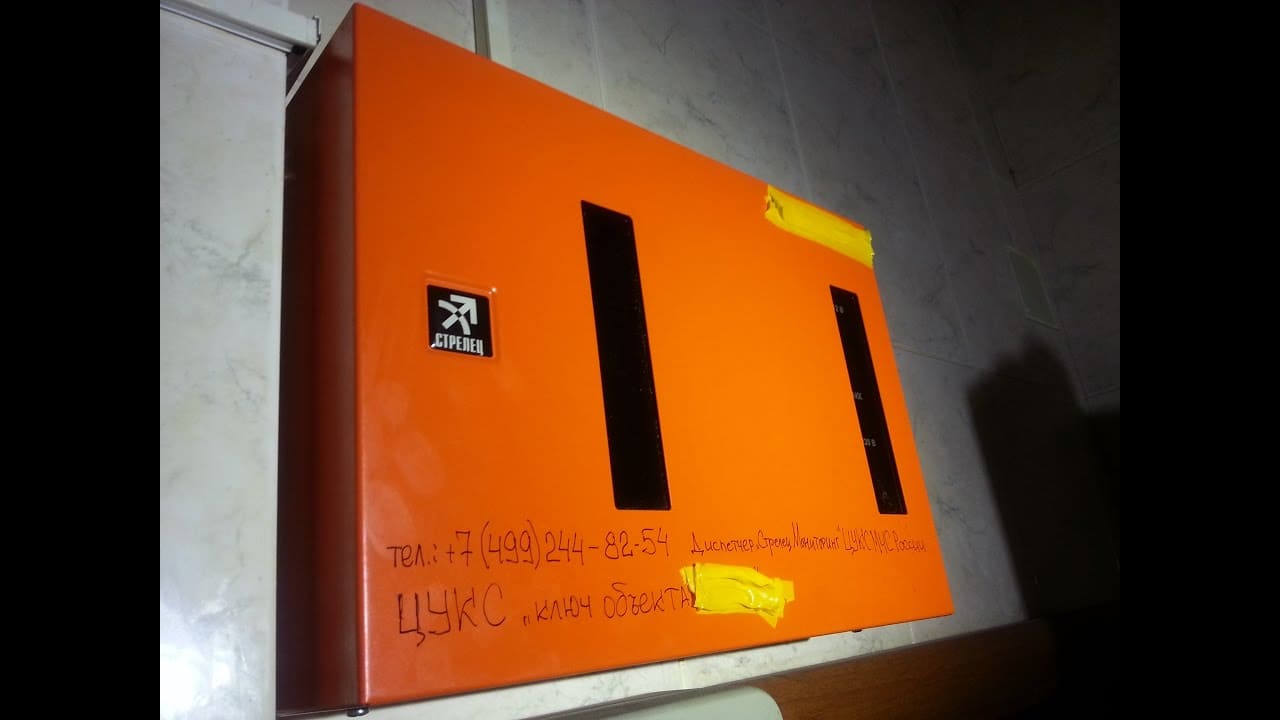 СТРЕЛЕЦ
тел.: +7 (499) 244-82-54 Диспетчер „Стрелец Мониторинг" ЦУКС МЧС России
ЦУКС „ключ объекта